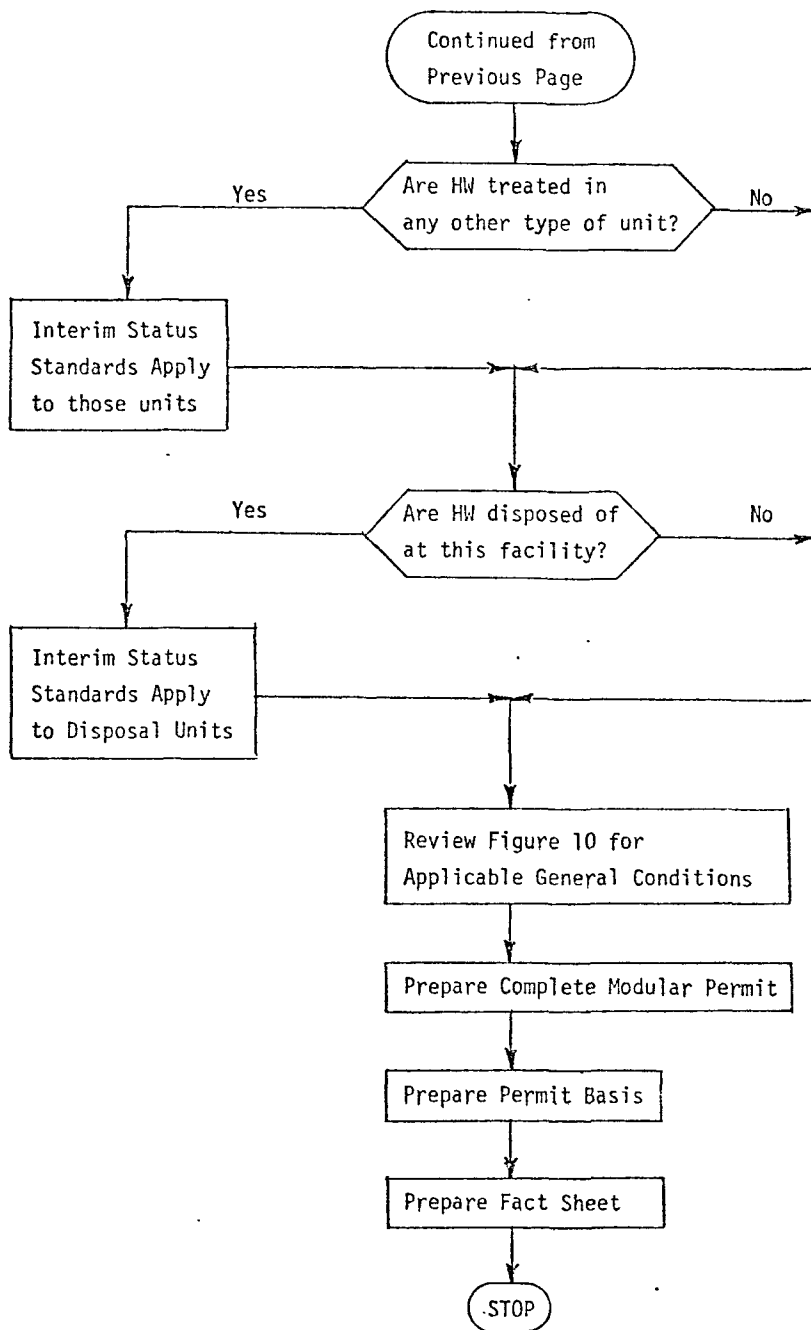 Continued from
Previous Page
Are HW treated in
any other type of unit?
Yes
No
Interim Status
Standards Apply
to those units
Are HW disposed of
at this facility?
Yes
No
Interim Status
Standards Apply
to Disposal Units
Review Figure 10 for
Applicable General Conditions
Prepare Complete Modular Permit
Prepare Permit Basis
Prepare Fact Sheet
STOP